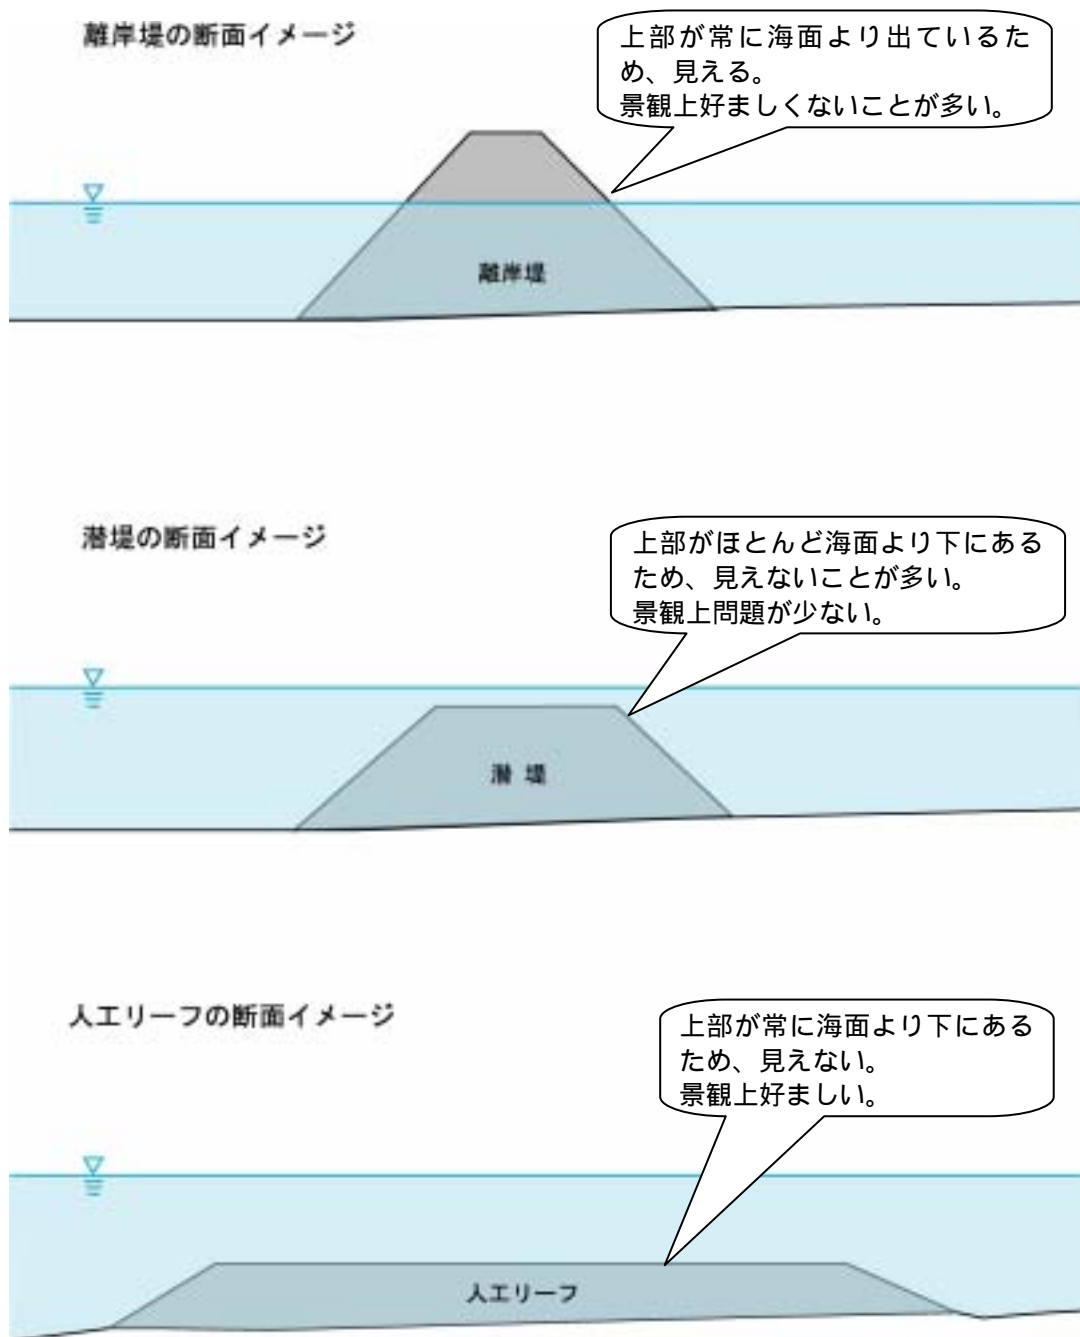 離岸堤の断面イメージ
上部が常に海面より出ているた
め、見える。
景観上好ましくないことが多い。
離岸堤
潜堤の断面イメージ
上部がほとんど海面より下にある
ため、見えないことが多い。
景観上問題が少ない。
潜 堤
人工リーフの断面イメージ
上部が常に海面より下にある
ため、見えない。
景観上好ましい。
人工リーフ